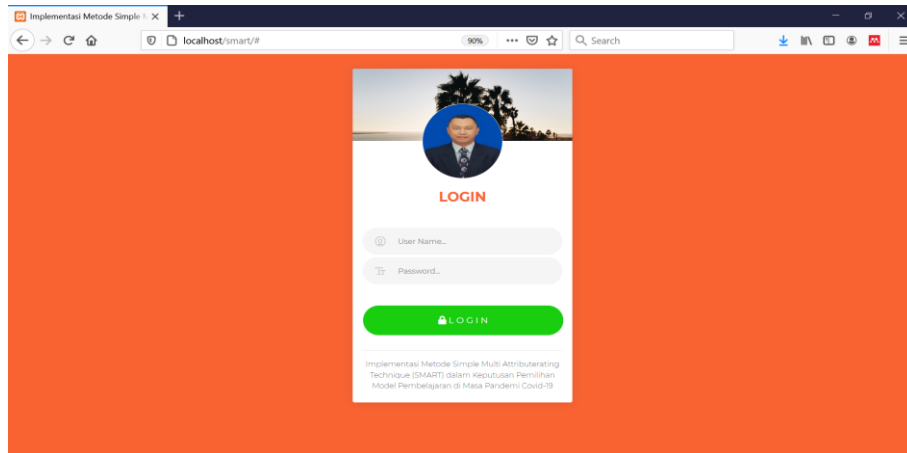 Implementasi Metode Simple M
localhost/smart/#
90%
Search
LOGIN
User Name...
Password...
LOGIN
Implementasi Metode Simple Multi Attributerating
Technique (SMART) dalam Keputusan Pemilihan
Model Pembelajaran di Masa Pandemi Covid-19